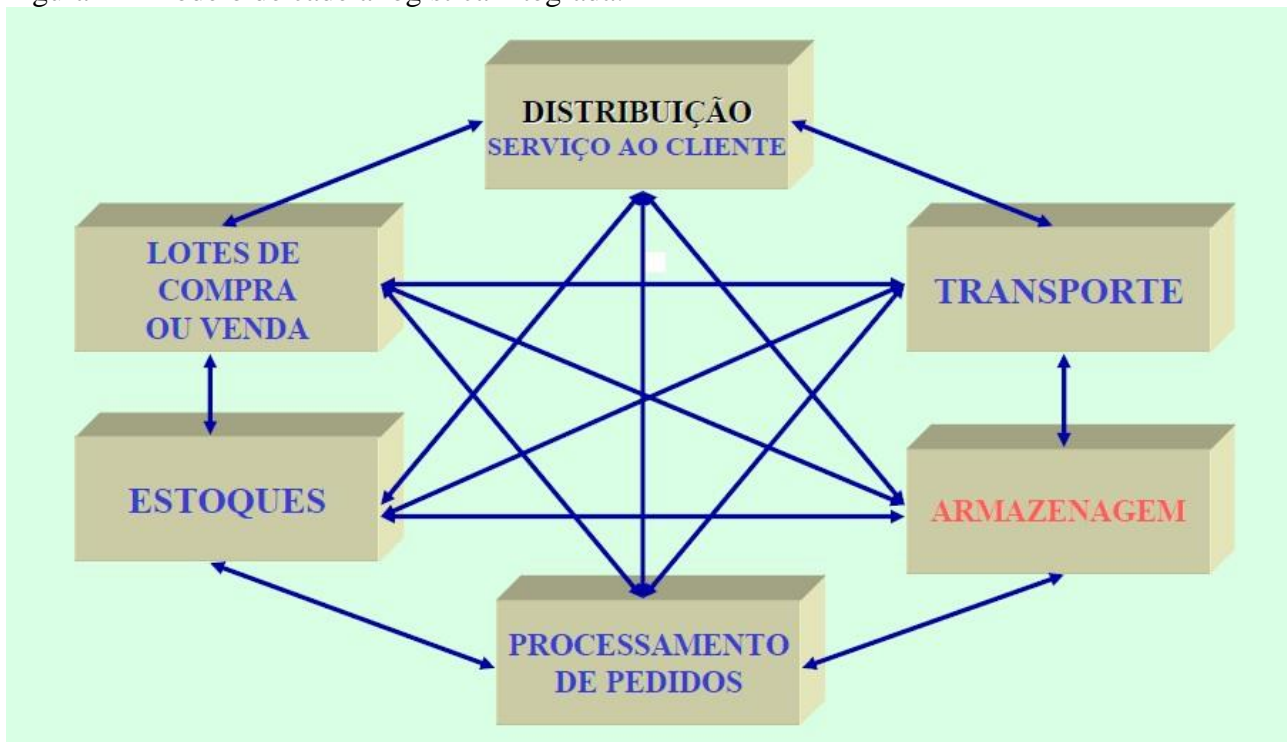 DISTRIBUIÇÃO
SERVIÇO AO CLIENTE
LOTES DE
COMPRA
OU VENDA
TRANSPORTE
ESTOQUES
ARMAZENAGEM
PROCESSAMENTO
DE PEDIDOS